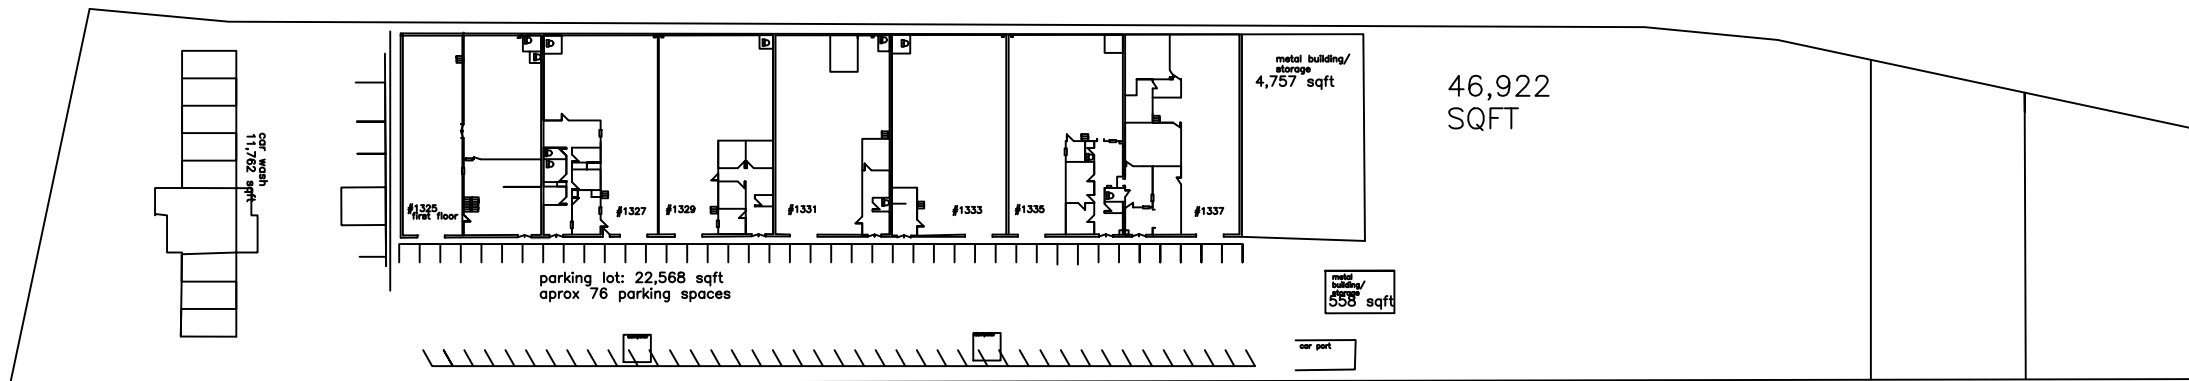 car wash
11,762 sqft
#1325
first floor
#1327
#1329
#1331
#1333
#1335
#1337
metal building/
storage
4,757 sqft
46,922
SQFT
parking lot: 22,568 sqft
aprox 76 parking spaces
metal
building/
storage
558 sqft
dumpster
dumpster
car port